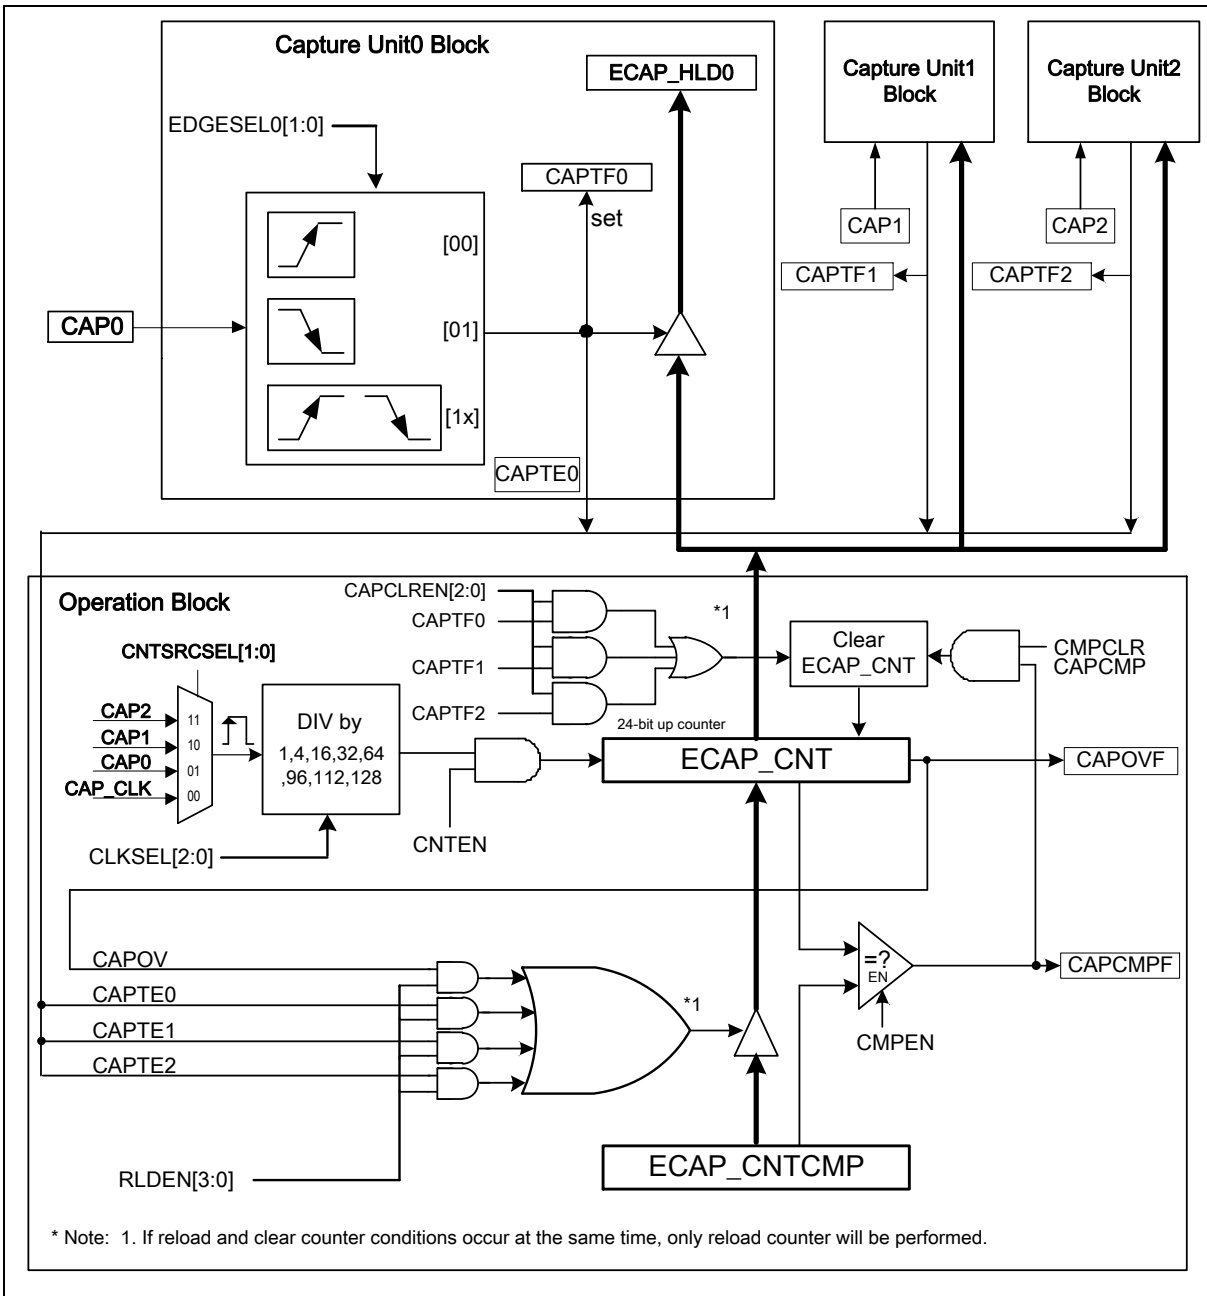 Capture Unit0 Block
ECAP_HLD0
Capture Unit1
Block
Capture Unit2
Block
EDGESEL0[1:0]
CAPTF0
set
[00]
[01]
[1x]
CAP0
CAP1
CAP2
CAPTF1
CAPTF2
CAPTE0
Operation Block
CAPCLREN[2:0]
CAPTF0
CAPTF1
CAPTF2
*1
Clear
ECAP_CNT
CMPCLR
CAPCMP
CNTSRCSEL[1:0]
CAP2
CAP1
CAP0
CAP_CLK
11
10
01
00
DIV by
1,4,16,32,64
,96,112,128
24-bit up counter
ECAP_CNT
CAPOVF
CNTEN
CLKSEL[2:0]
CAPOV
CAPTE0
CAPTE1
CAPTE2
*1
=?
EN
CAPCMPF
CMPEN
RLDEN[3:0]
ECAP_CNTCMP
* Note: 1. If reload and clear counter conditions occur at the same time, only reload counter will be performed.